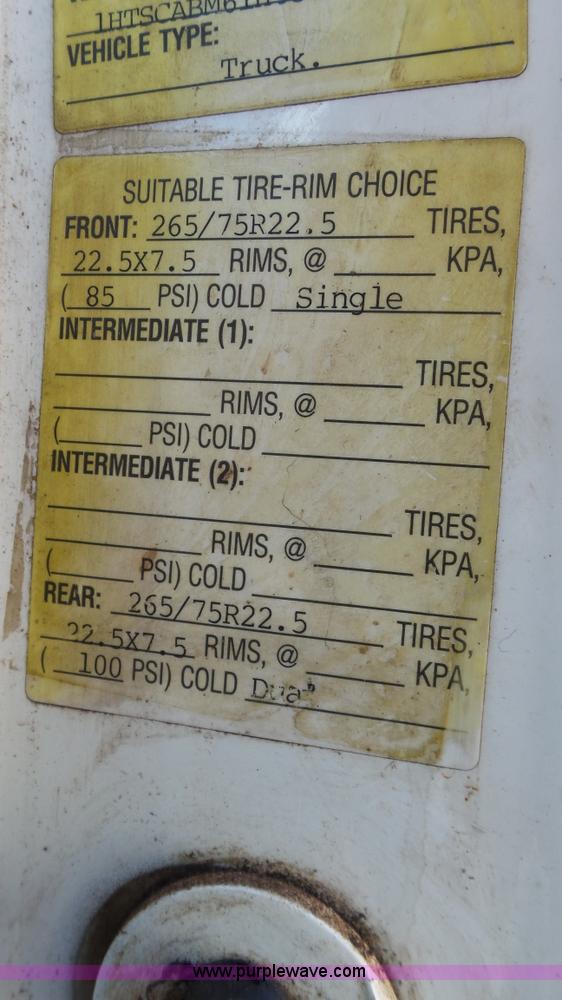 VEHICLE TYPE:
Truck.
SUITABLE TIRE-RIM CHOICE
FRONT: 265/75R22.5 TIRES,
22.5X7.5 RIMS, @ KPA,
( 85 PSI) COLD Single
INTERMEDIATE (1):
TIRES,
RIMS, @ KPA,
( PSI) COLD
INTERMEDIATE (2):
TIRES,
RIMS, @ KPA,
( PSI) COLD
REAR: 265/75R22.5 TIRES,
22.5X7.5 RIMS, @ KPA,
( 100 PSI) COLD Dual
www.purplewave.com